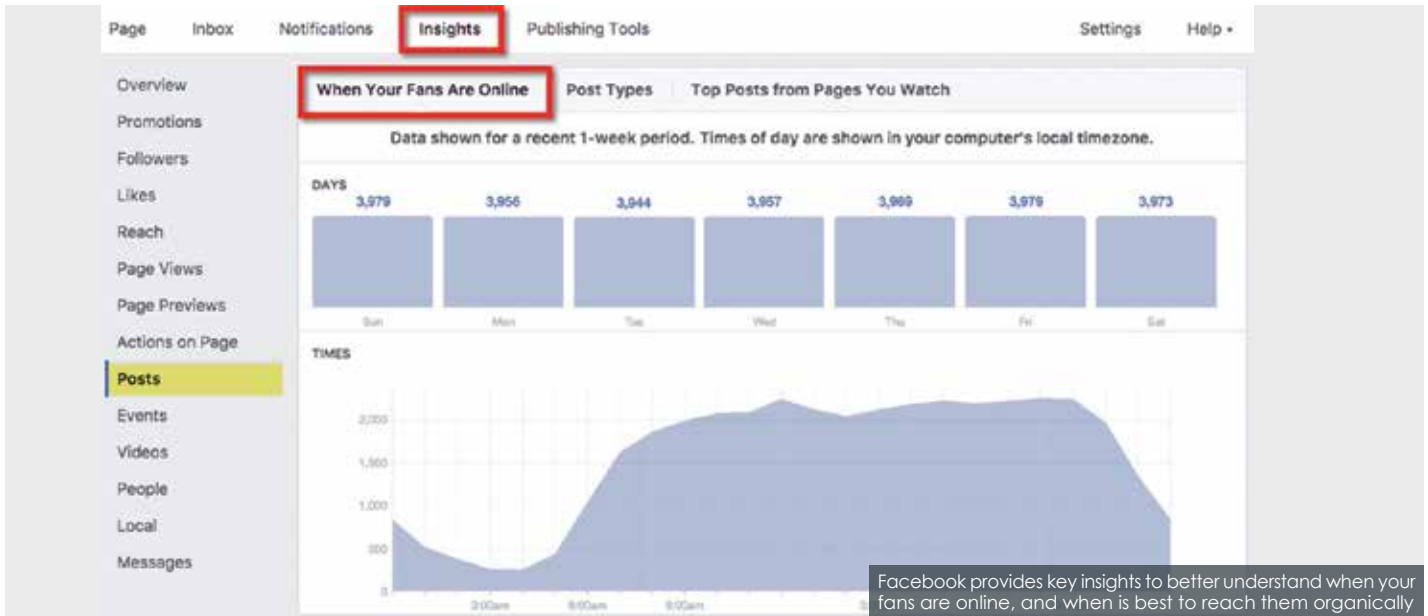 Page Inbox Notifications Insights Publishing Tools Settings Help
Overview
Promotions
Followers
Likes
Reach
Page Views
Page Previews
Actions on Page
Posts
Events
Videos
People
Local
Messages
When Your Fans Are Online Post Types Top Posts from Pages You Watch
Data shown for a recent 1-week period. Times of day are shown in your computer's local timezone.
DAYS
3,979 3,956 3,944 3,957 3,969 3,979 3,973
Sun Mon Tue Wed Thu Fri Sat
TIMES
2,000
1,500
1,000
500
0
3:00am 6:00am 9:00am
Facebook provides key insights to better understand when your
fans are online, and when is best to reach them organically